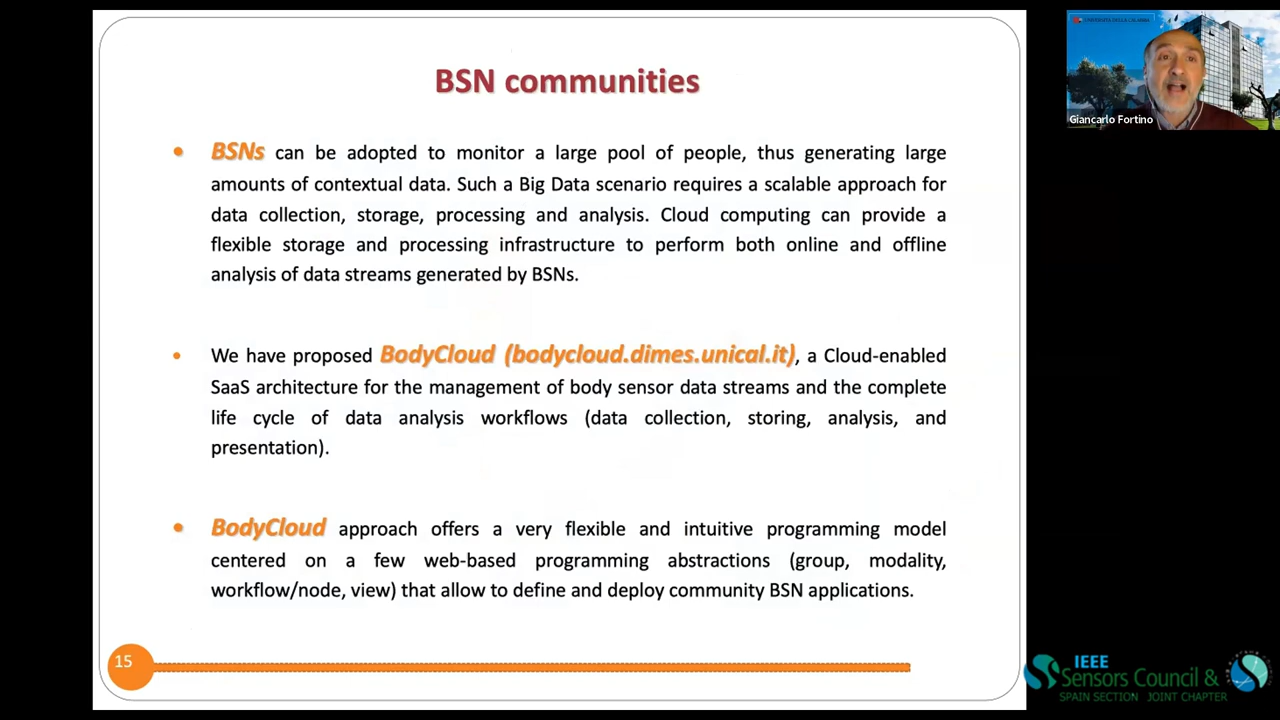 BSN communities
• BSNs can be adopted to monitor a large pool of people, thus generating large
amounts of contextual data. Such a Big Data scenario requires a scalable approach for
data collection, storage, processing and analysis. Cloud computing can provide a
flexible storage and processing infrastructure to perform both online and offline
analysis of data streams generated by BSNs.
• We have proposed BodyCloud (bodycloud.dimes.unical.it), a Cloud-enabled
SaaS architecture for the management of body sensor data streams and the complete
life cycle of data analysis workflows (data collection, storing, analysis, and
presentation).
• BodyCloud approach offers a very flexible and intuitive programming model
centered on a few web-based programming abstractions (group, modality,
workflow/node, view) that allow to define and deploy community BSN applications.
15
UNIVERSITÀ DELLA CALABRIA
Giancarlo Fortino
IEEE
Sensors Council &
SPAIN SECTION JOINT CHAPTER